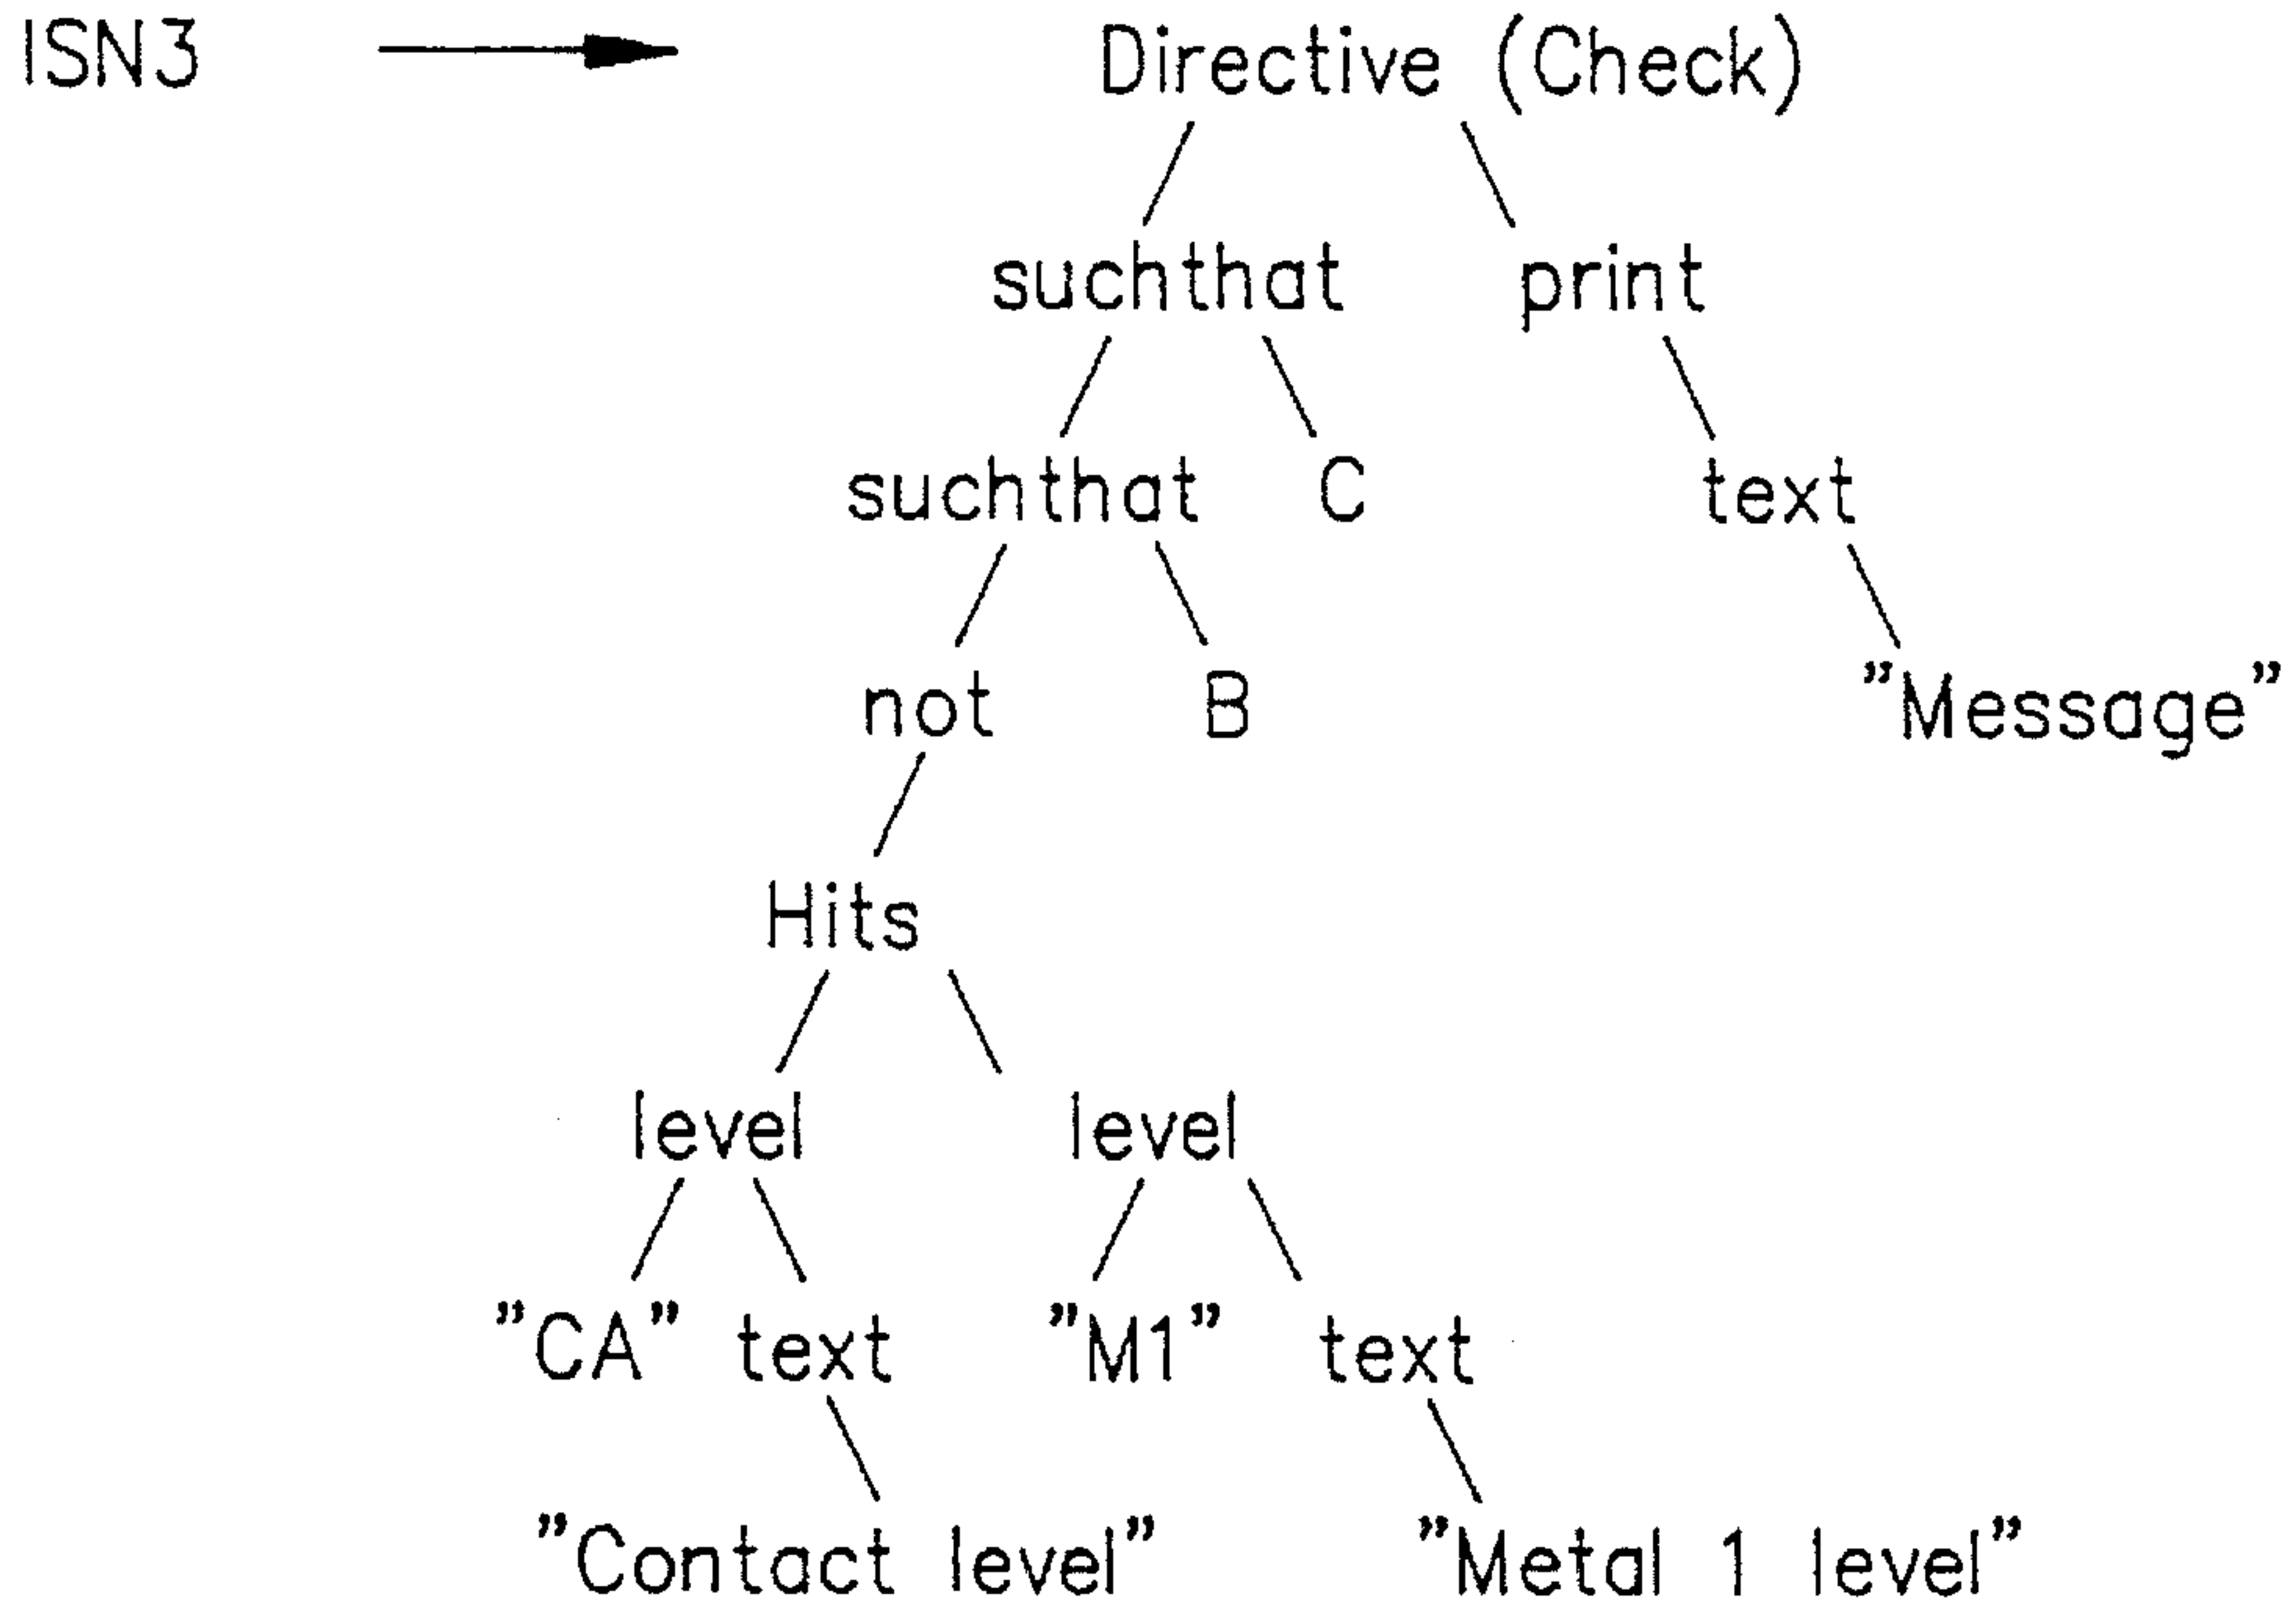 ISN3 Directive (Check)
suchthat print
suchthat C text
not B "Message"
Hits
level level
"CA" text "M1" text
"Contact level" "Metal 1 level"